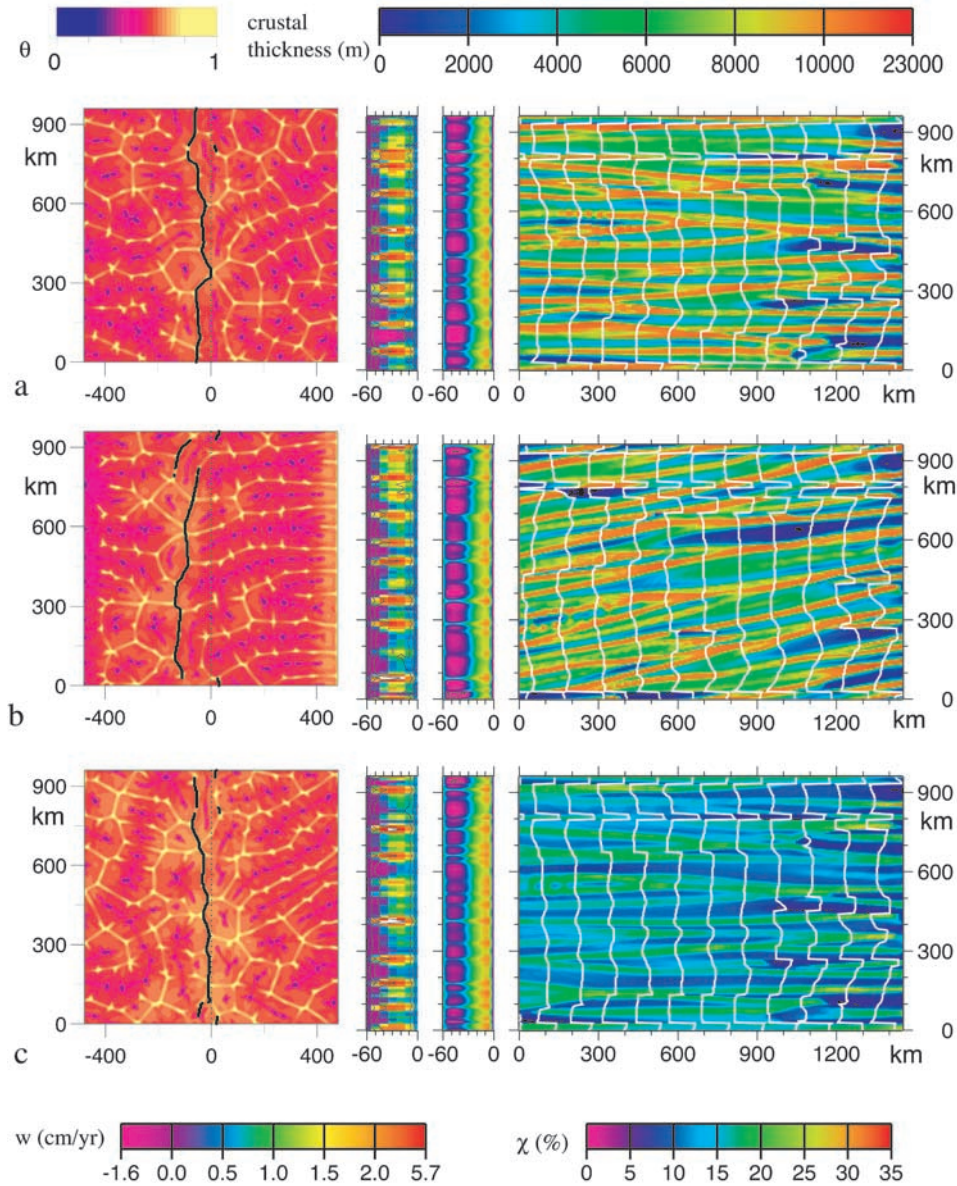 θ
0 1
crustal
thickness (m)
0 2000 4000 6000 8000 10000 23000
900
km
600
300
0
-400 0 400
-60 0 -60 0
0 300 600 900 1200 km
900
km
600
300
0
a
900
km
600
300
0
-400 0 400
-60 0 -60 0
0 300 600 900 1200 km
900
km
600
300
0
b
900
km
600
300
0
-400 0 400
-60 0 -60 0
0 300 600 900 1200 km
900
km
600
300
0
c
w (cm/yr)
-1.6 0.0 0.5 1.0 1.5 2.0 5.7
χ (%)
0 5 10 15 20 25 30 35